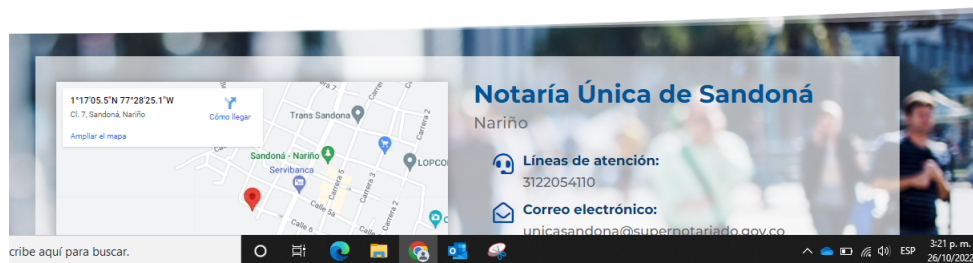 1°17'05.5"N 77°28'25.1"W
Cl. 7, Sandoná, Nariño
Cómo llegar
Ampliar el mapa
Trans Sandoná
Carrera 2
Sandoná - Nariño
Servibanca
LOPCO
Carrera 5
Carrera 3
Calle 5a
Calle 6
Carrera 2
Notaría Única de Sandoná
Nariño
Líneas de atención:
3122054110
Correo electrónico:
unicasandona@supernotariado.gov.co
cribe aquí para buscar.
ESP
3:21 p. m.
26/10/2022